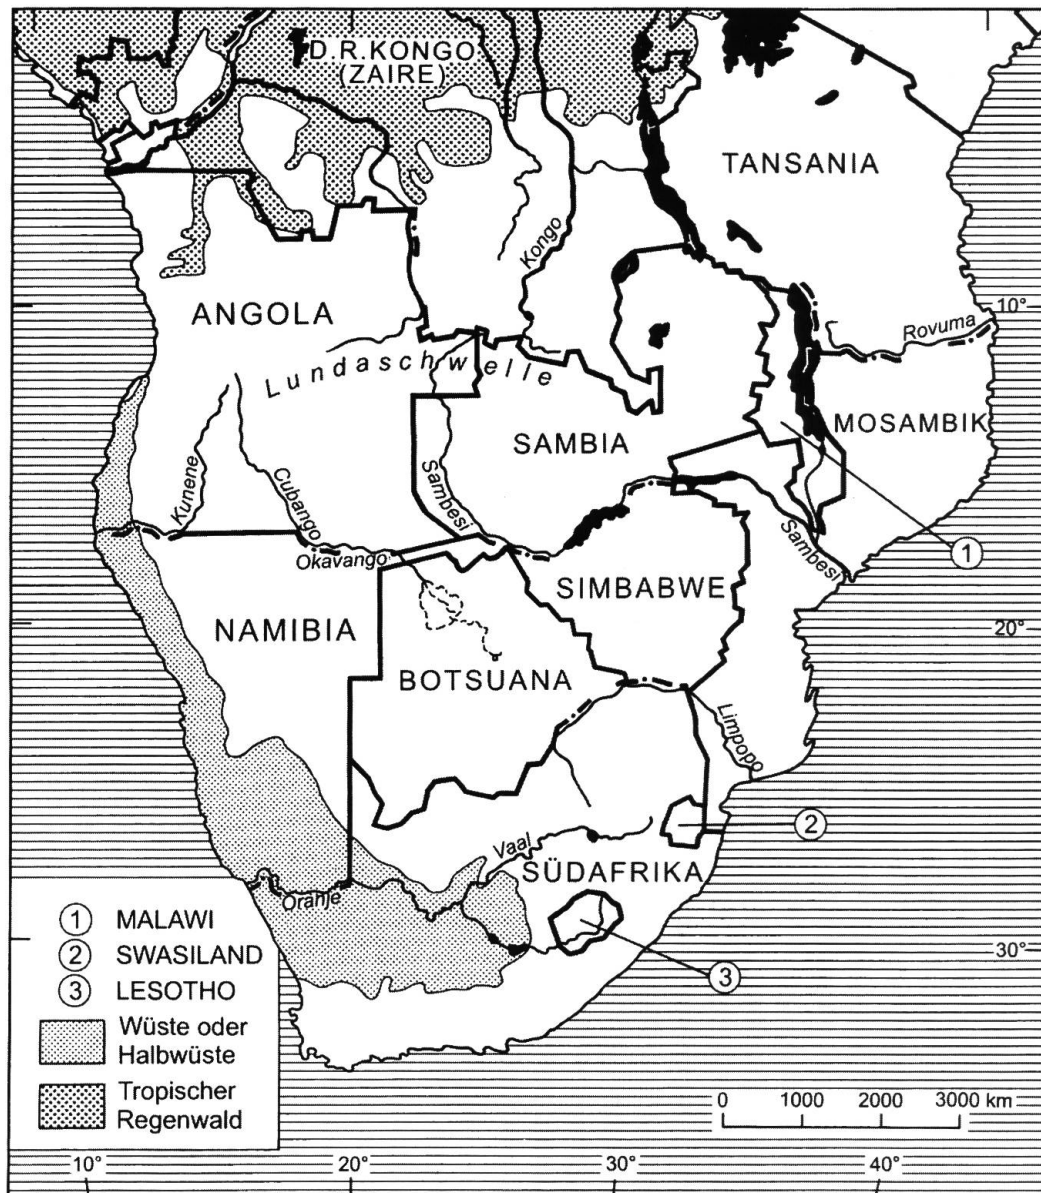 D.R.KONGO
(ZAIRE)
TANSANIA
Kongo
ANGOLA
10°
Rovuma
Lundaschwelle
MOSAMBIK
SAMBIA
Kunene
Cubango
Sambesi
Okavango
Sambesi
1
SIMBABWE
NAMIBIA
20°
BOTSUANA
Limpopo
2
Vaal
SÜDAFRIKA
Oranje
30°
3
1 MALAWI
2 SWASILAND
3 LESOTHO
Wüste oder
Halbwüste
Tropischer
Regenwald
0 1000 2000 3000 km
10° 20° 30° 40°